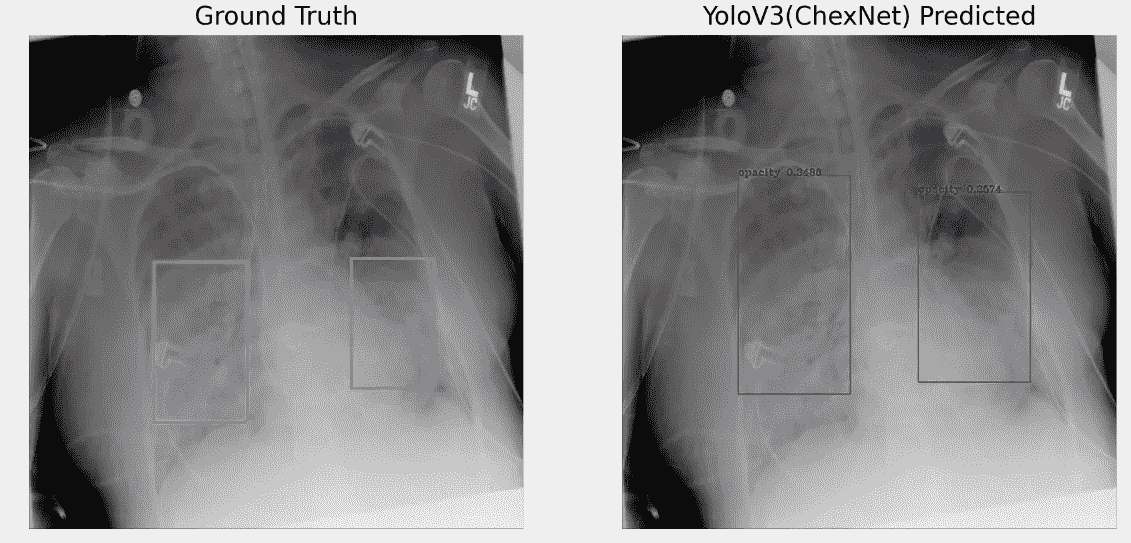 Ground Truth
YoloV3(ChexNet) Predicted
L
JC
L
JC
opacity 0.3486
opacity 0.2574